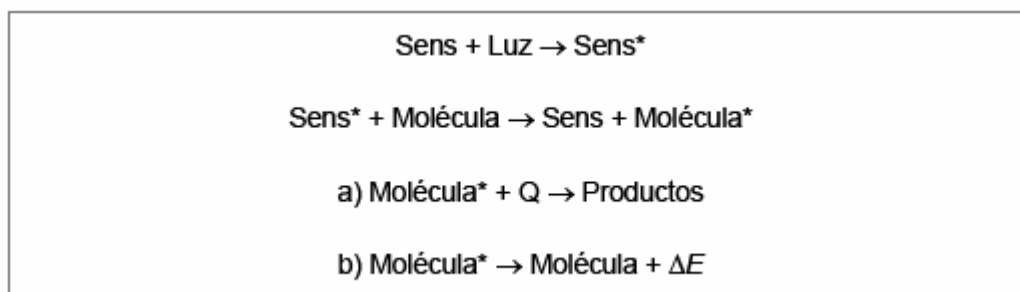 Sens + Luz → Sens*
Sens* + Molécula → Sens + Molécula*
a) Molécula* + Q → Productos
b) Molécula* → Molécula + ΔE